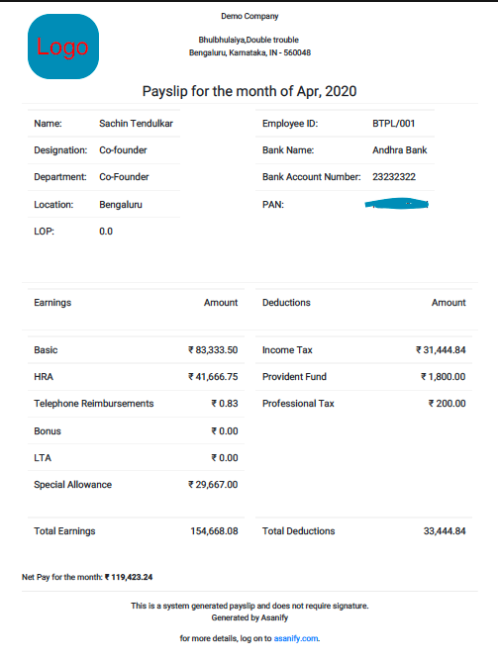 Logo
Demo Company
Bhulbhulaiya,Double trouble
Bengaluru, Karnataka, IN - 560048
Payslip for the month of Apr, 2020
Name: Sachin Tendulkar Employee ID: BTPL/001
Designation: Co-founder Bank Name: Andhra Bank
Department: Co-Founder Bank Account Number: 23232322
Location: Bengaluru PAN:
LOP: 0.0
Earnings Amount Deductions Amount
Basic ₹ 83,333.50 Income Tax ₹ 31,444.84
HRA ₹ 41,666.75 Provident Fund ₹ 1,800.00
Telephone Reimbursements ₹ 0.83 Professional Tax ₹ 200.00
Bonus ₹ 0.00
LTA ₹ 0.00
Special Allowance ₹ 29,667.00
Total Earnings 154,668.08 Total Deductions 33,444.84
Net Pay for the month: ₹ 119,423.24
This is a system generated payslip and does not require signature.
Generated by Asanify
for more details, log on to asanify.com.